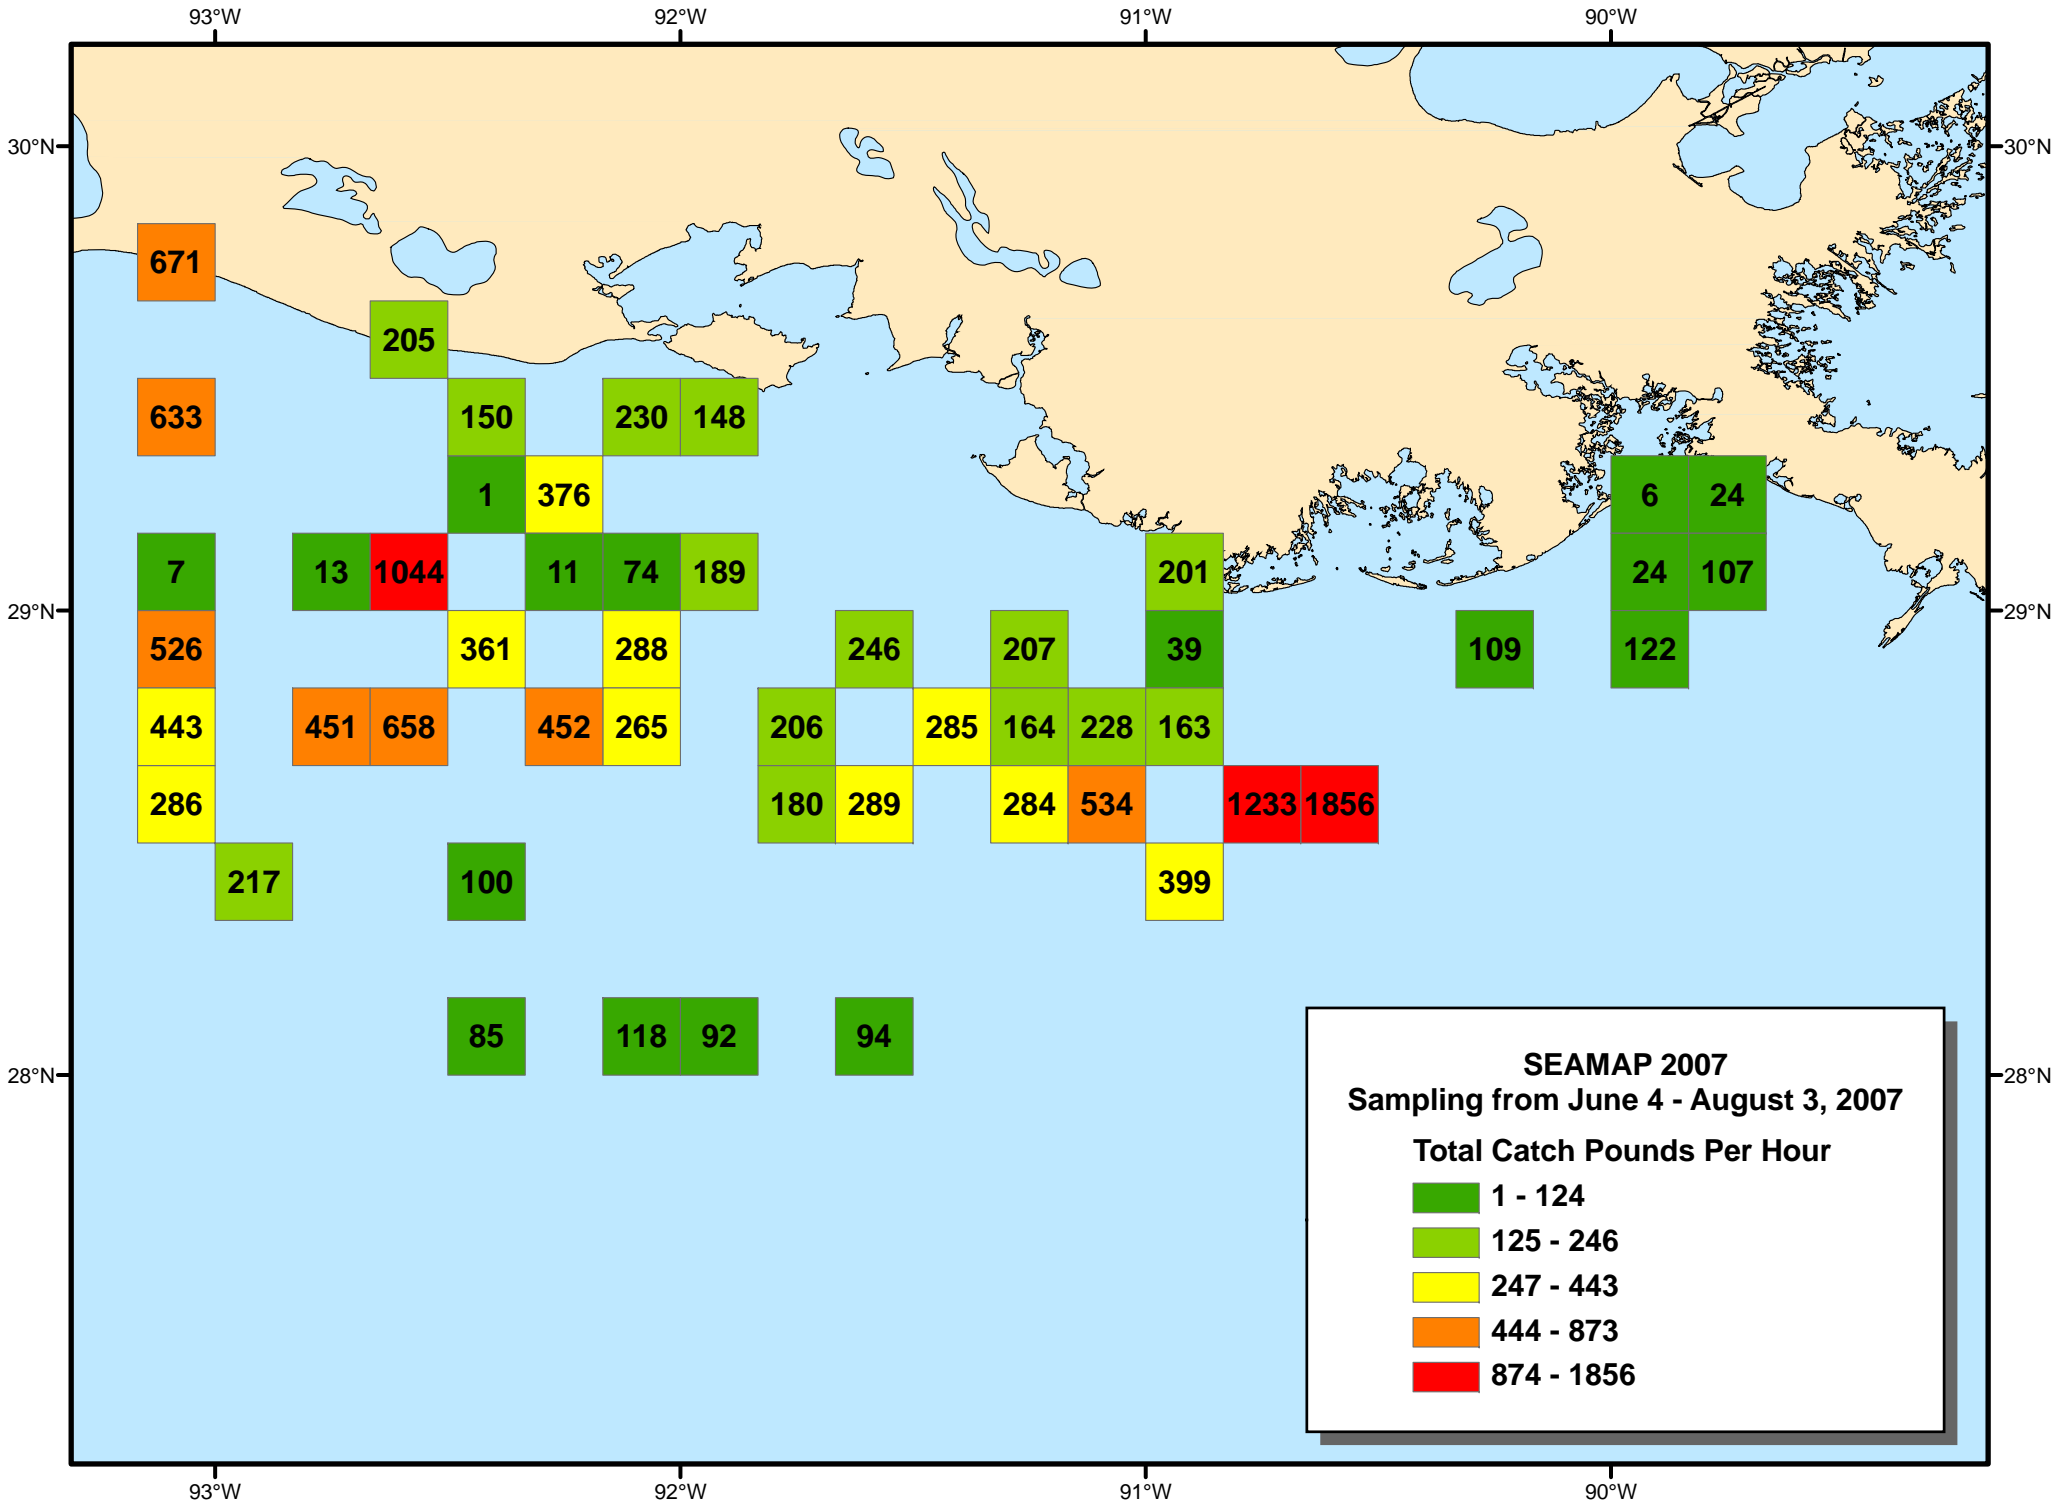 93°W 92°W 91°W 90°W
30°N 30°N
671
205
633 150 230 148
1 376 6 24
7 13 1044 11 74 189 201 24 107
29°N 29°N
526 361 288 246 207 39 109 122
443 451 658 452 265 206 285 164 228 163
286 180 289 284 534 1233 1856
217 100 399
85 118 92 94
28°N 28°N
SEAMAP 2007
Sampling from June 4 - August 3, 2007
Total Catch Pounds Per Hour
1 - 124
125 - 246
247 - 443
444 - 873
874 - 1856
93°W 92°W 91°W 90°W